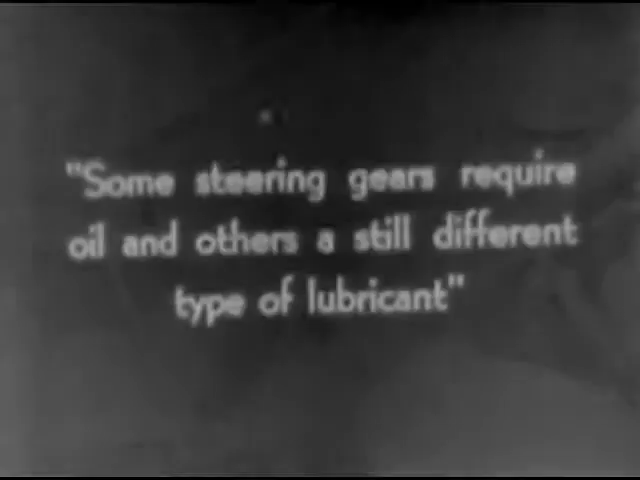 "Some steering gears require
oil and others a still different
type of lubricant"